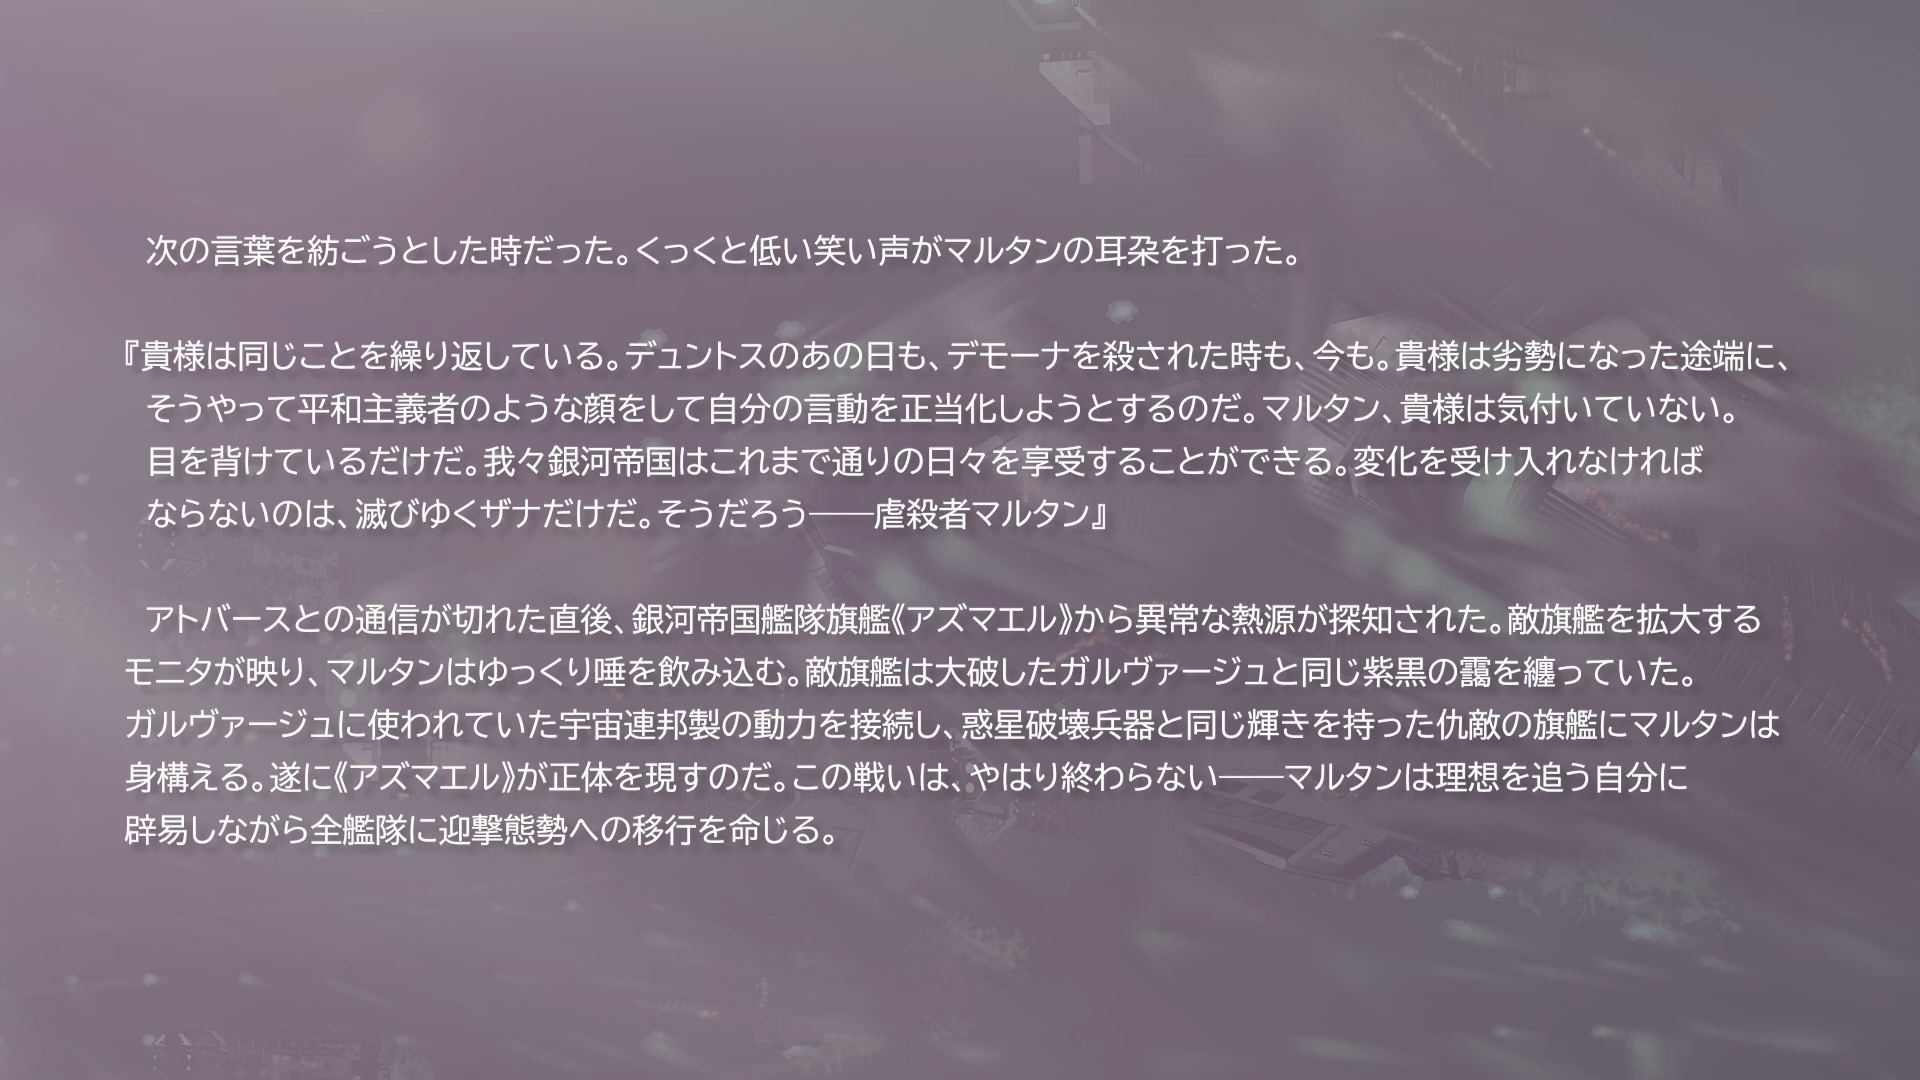 次の言葉を紡ごうとした時だった。くっくと低い笑い声がマルタンの耳朶を打った。
『貴様は同じことを繰り返している。デュントスのあの日も、デモーナを殺された時も、今も。貴様は劣勢になった途端に、
そうやって平和主義者のような顔をして自分の言動を正当化しようとするのだ。マルタン、貴様は気付いていない。
目を背けているだけだ。我々銀河帝国はこれまで通りの日々を享受することができる。変化を受け入れなければ
ならないのは、滅びゆくザナだけだ。そうだろう――虐殺者マルタン』
アトバースとの通信が切れた直後、銀河帝国艦隊旗艦《アズマエル》から異常な熱源が探知された。敵旗艦を拡大する
モニタが映り、マルタンはゆっくり唾を飲み込む。敵旗艦は大破したガルヴァージュと同じ紫黒の靄を纏っていた。
ガルヴァージュに使われていた宇宙連邦製の動力を接続し、惑星破壊兵器と同じ輝きを持った仇敵の旗艦にマルタンは
身構える。遂に《アズマエル》が正体を現すのだ。この戦いは、やはり終わらない――マルタンは理想を追う自分に
辟易しながら全艦隊に迎撃態勢への移行を命じる。